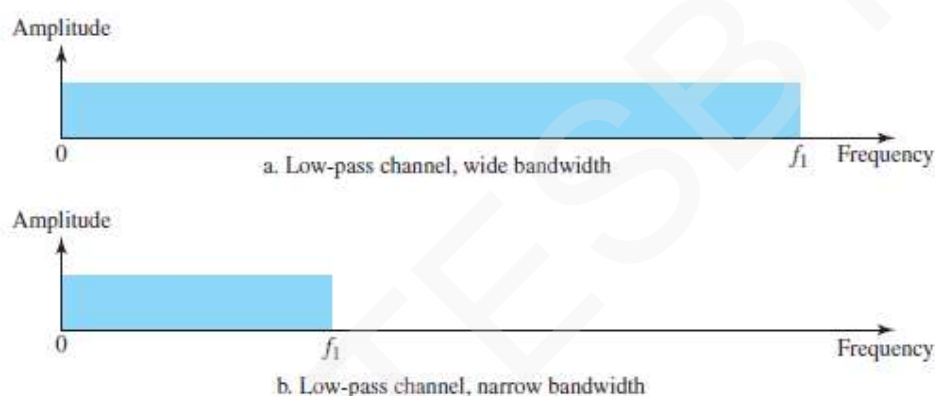 Amplitude
0
f1
Frequency
a. Low-pass channel, wide bandwidth
Amplitude
0
f1
Frequency
b. Low-pass channel, narrow bandwidth